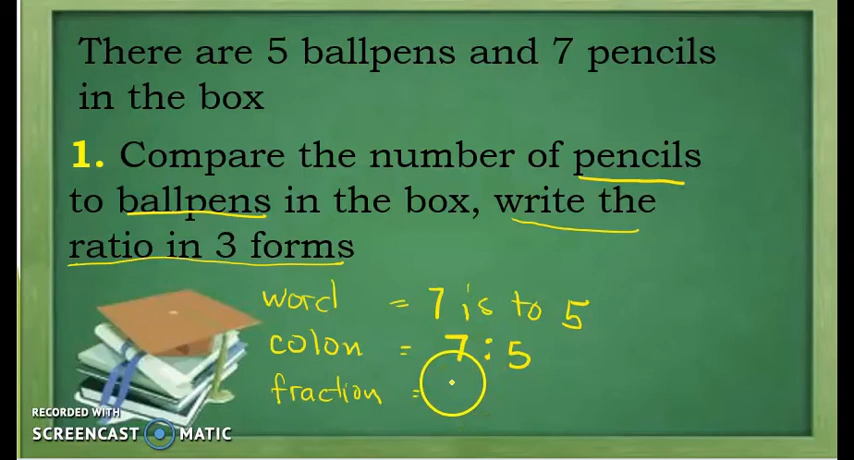 There are 5 ballpens and 7 pencils
in the box
1. Compare the number of pencils
to ballpens in the box, write the
ratio in 3 forms
word = 7 is to 5
colon = 7 : 5
fraction =
RECORDED WITH
SCREENCAST MATIC